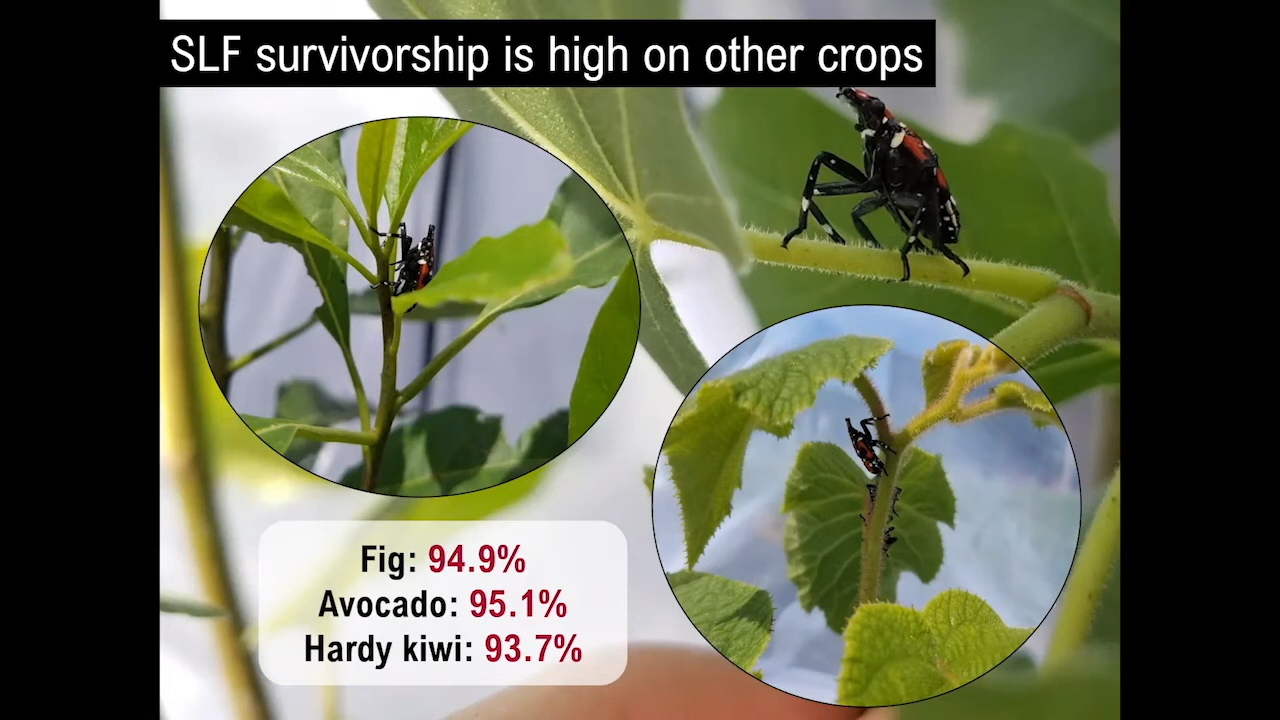 SLF survivorship is high on other crops
Fig: 94.9%
Avocado: 95.1%
Hardy kiwi: 93.7%